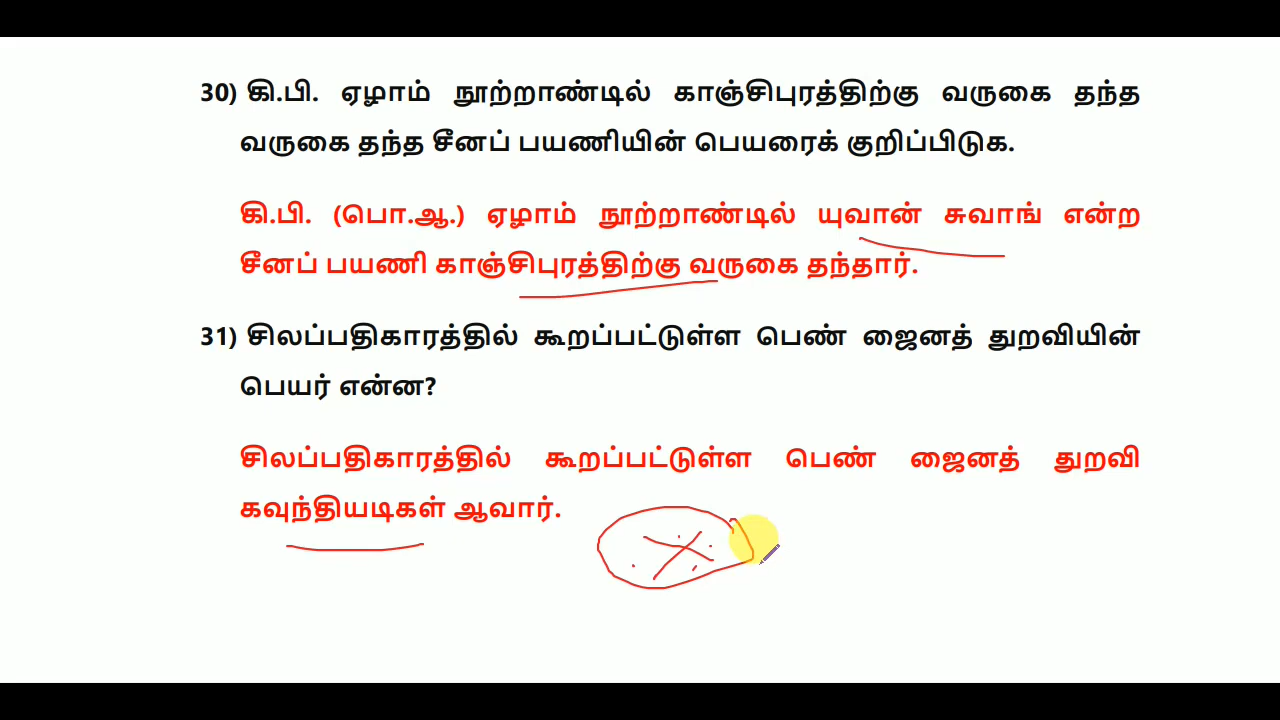 30) கி.பி. ஏழாம் நூற்றாண்டில் காஞ்சிபுரத்திற்கு வருகை தந்த
வருகை தந்த சீனப் பயணியின் பெயரைக் குறிப்பிடுக.
கி.பி. (பொ.ஆ.) ஏழாம் நூற்றாண்டில் யுவான் சுவாங் என்ற
சீனப் பயணி காஞ்சிபுரத்திற்கு வருகை தந்தார்.
31) சிலப்பதிகாரத்தில் கூறப்பட்டுள்ள பெண் ஜைனத் துறவியின்
பெயர் என்ன?
சிலப்பதிகாரத்தில் கூறப்பட்டுள்ள பெண் ஜைனத் துறவி
கவுந்தியடிகள் ஆவார்.